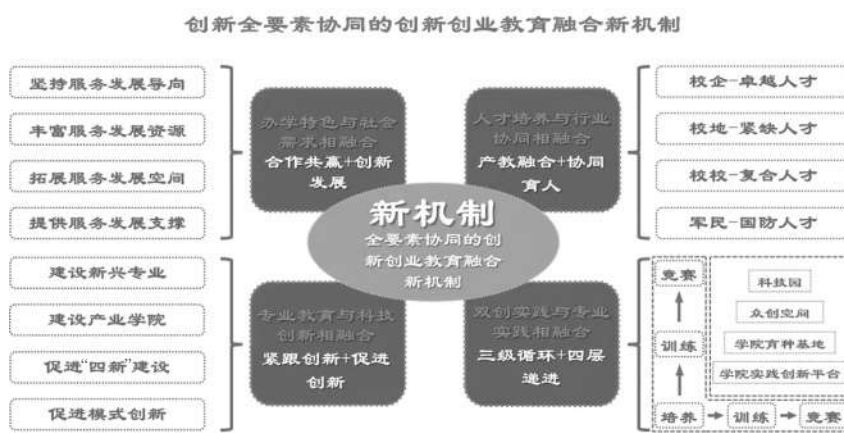 创新全要素协同的创新创业教育融合新机制
坚持服务发展导向
丰富服务发展资源
拓展服务发展空间
提供服务发展支撑
办学特色与社会
需求相融合
合作共赢+创新
发展
人才培养与行业
协同相融合
产教融合+协同
育人
校企-卓越人才
校地-紧缺人才
校校-复合人才
军民-国防人才
新机制
全要素协同的创
新创业教育融合
新机制
建设新兴专业
建设产业学院
促进“四新”建设
促进模式创新
专业教育与科技
创新相融合
紧跟创新+促进
创新
双创实践与专业
实践相融合
三级循环+四层
递进
竞赛
训练
培养
训练
竞赛
科技园
众创空间
学院育种基地
学院实践创新平台